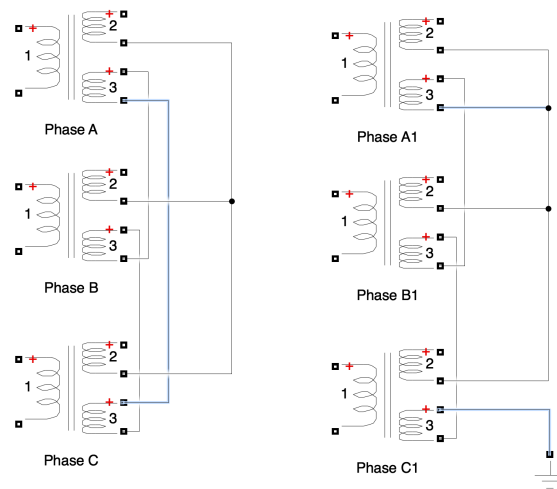 + + 2 + + 2
1 1
+ 3 + 3
Phase A Phase A1
+ + 2 + + 2
1 1
+ 3 + 3
Phase B Phase B1
+ + 2 + + 2
1 1
+ 3 + 3
Phase C Phase C1